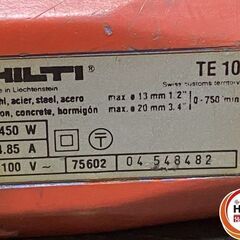 HILTI TE 10
in Liechtenstein Swiss customs territory
hl, acier, steel, acero max. ø 13 mm 1.2" 0-750 min
on, concrete, hormigón max. ø 20 mm 3.4"
450 W
4.85 A
100 V ~ 75602 04 548482